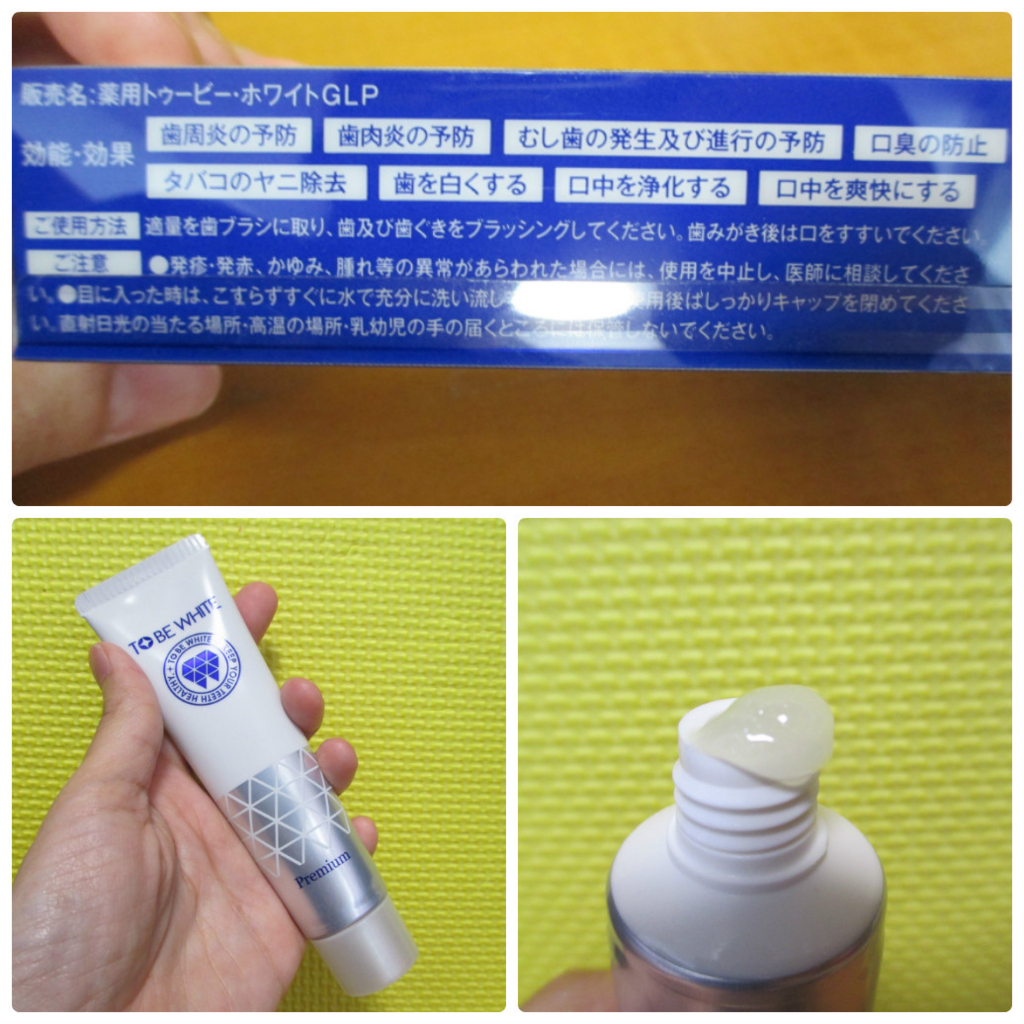 販売名:薬用トゥービー・ホワイトGLP
効能・効果
歯周炎の予防 歯肉炎の予防 むし歯の発生及び進行の予防 口臭の防止
タバコのヤニ除去 歯を白くする 口中を浄化する 口中を爽快にする
ご使用方法 適量を歯ブラシに取り、歯及び歯ぐきをブラッシングしてください。歯みがき後は口をすすいでください。
ご注意 ●発疹・発赤、かゆみ、腫れ等の異常があらわれた場合には、使用を中止し、医師に相談してくださ
い。●目に入った時は、こすらずすぐに水で充分に洗い流し 用後はしっかりキャップを閉めてくださ
い。直射日光の当たる場所・高温の場所・乳幼児の手の届くところには保管しないでください。
TO BE WHITE
TO BE WHITE KEEP YOUR TEETH HEALTHY
Premium